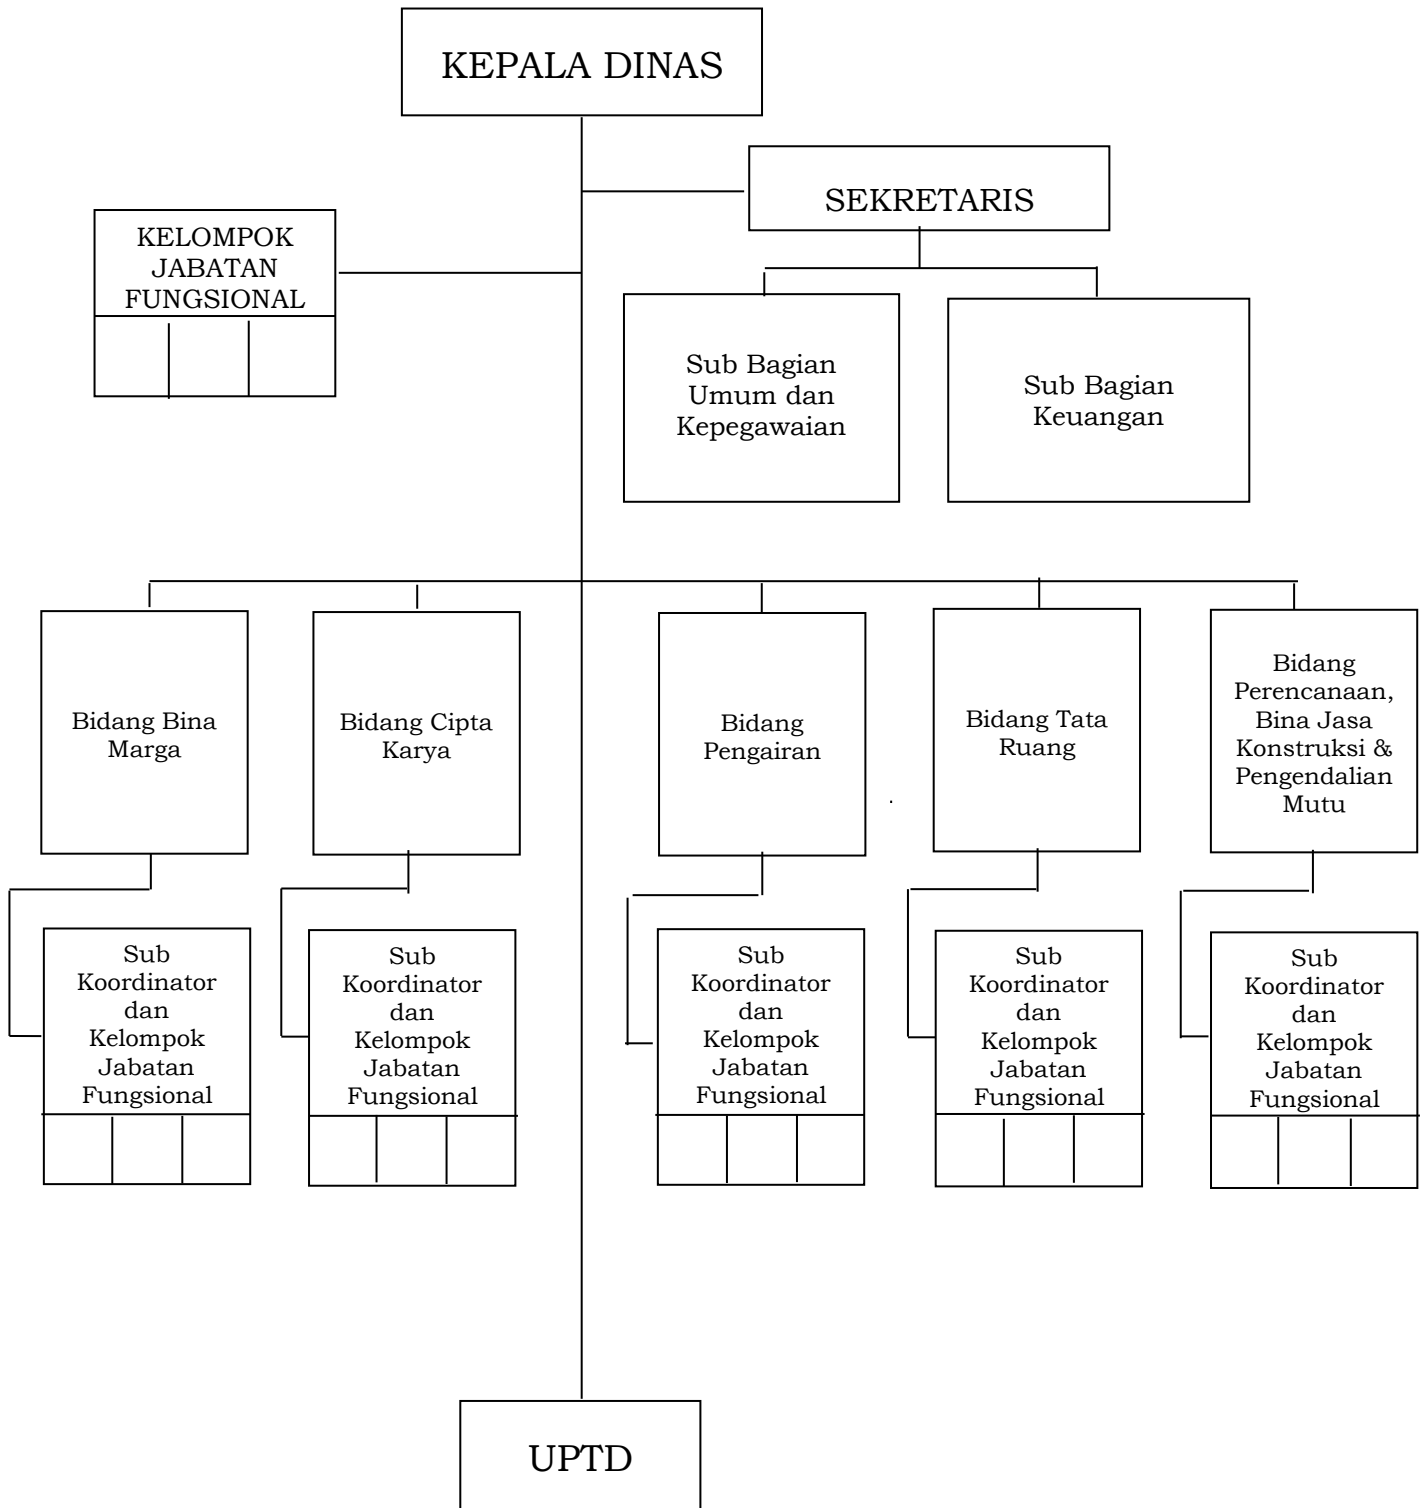 KEPALA DINAS
SEKRETARIS
KELOMPOK
JABATAN
FUNGSIONAL
Sub Bagian
Umum dan
Kepegawaian
Sub Bagian
Keuangan
Bidang Bina
Marga
Bidang Cipta
Karya
Bidang
Pengairan
.
Bidang Tata
Ruang
Bidang
Perencanaan,
Bina Jasa
Konstruksi &
Pengendalian
Mutu
Sub
Koordinator
dan
Kelompok
Jabatan
Fungsional
Sub
Koordinator
dan
Kelompok
Jabatan
Fungsional
Sub
Koordinator
dan
Kelompok
Jabatan
Fungsional
Sub
Koordinator
dan
Kelompok
Jabatan
Fungsional
Sub
Koordinator
dan
Kelompok
Jabatan
Fungsional
UPTD